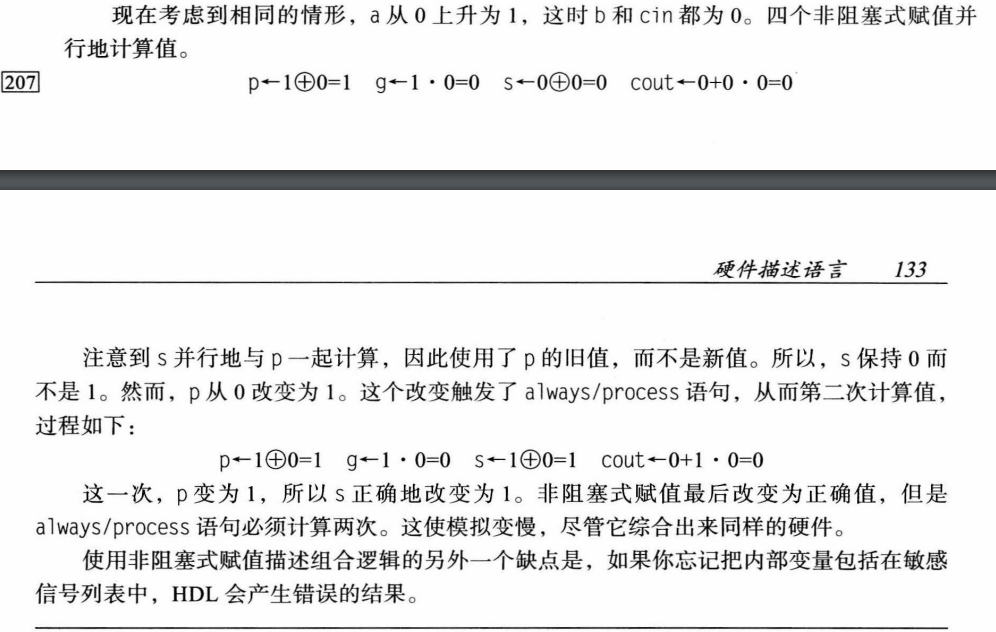 现在考虑到相同的情形，a 从 0 上升为 1，这时 b 和 cin 都为 0。四个非阻塞式赋值并
行地计算值。
207
p←1⊕0=1 g←1·0=0 s←0⊕0=0 cout←0+0·0=0
硬件描述语言 133
注意到 s 并行地与 p 一起计算，因此使用了 p 的旧值，而不是新值。所以，s 保持 0 而
不是 1。然而，p 从 0 改变为 1。这个改变触发了 always/process 语句，从而第二次计算值，
过程如下：
p←1⊕0=1 g←1·0=0 s←1⊕0=1 cout←0+1·0=0
这一次，p 变为 1，所以 s 正确地改变为 1。非阻塞式赋值最后改变为正确值，但是
always/process 语句必须计算两次。这使模拟变慢，尽管它综合出来同样的硬件。
使用非阻塞式赋值描述组合逻辑的另外一个缺点是，如果你忘记把内部变量包括在敏感
信号列表中，HDL 会产生错误的结果。